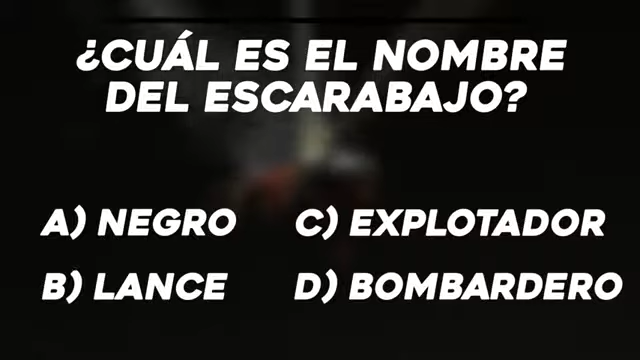 ¿CUÁL ES EL NOMBRE
DEL ESCARABAJO?
A) NEGRO
C) EXPLOTADOR
B) LANCE
D) BOMBARDERO